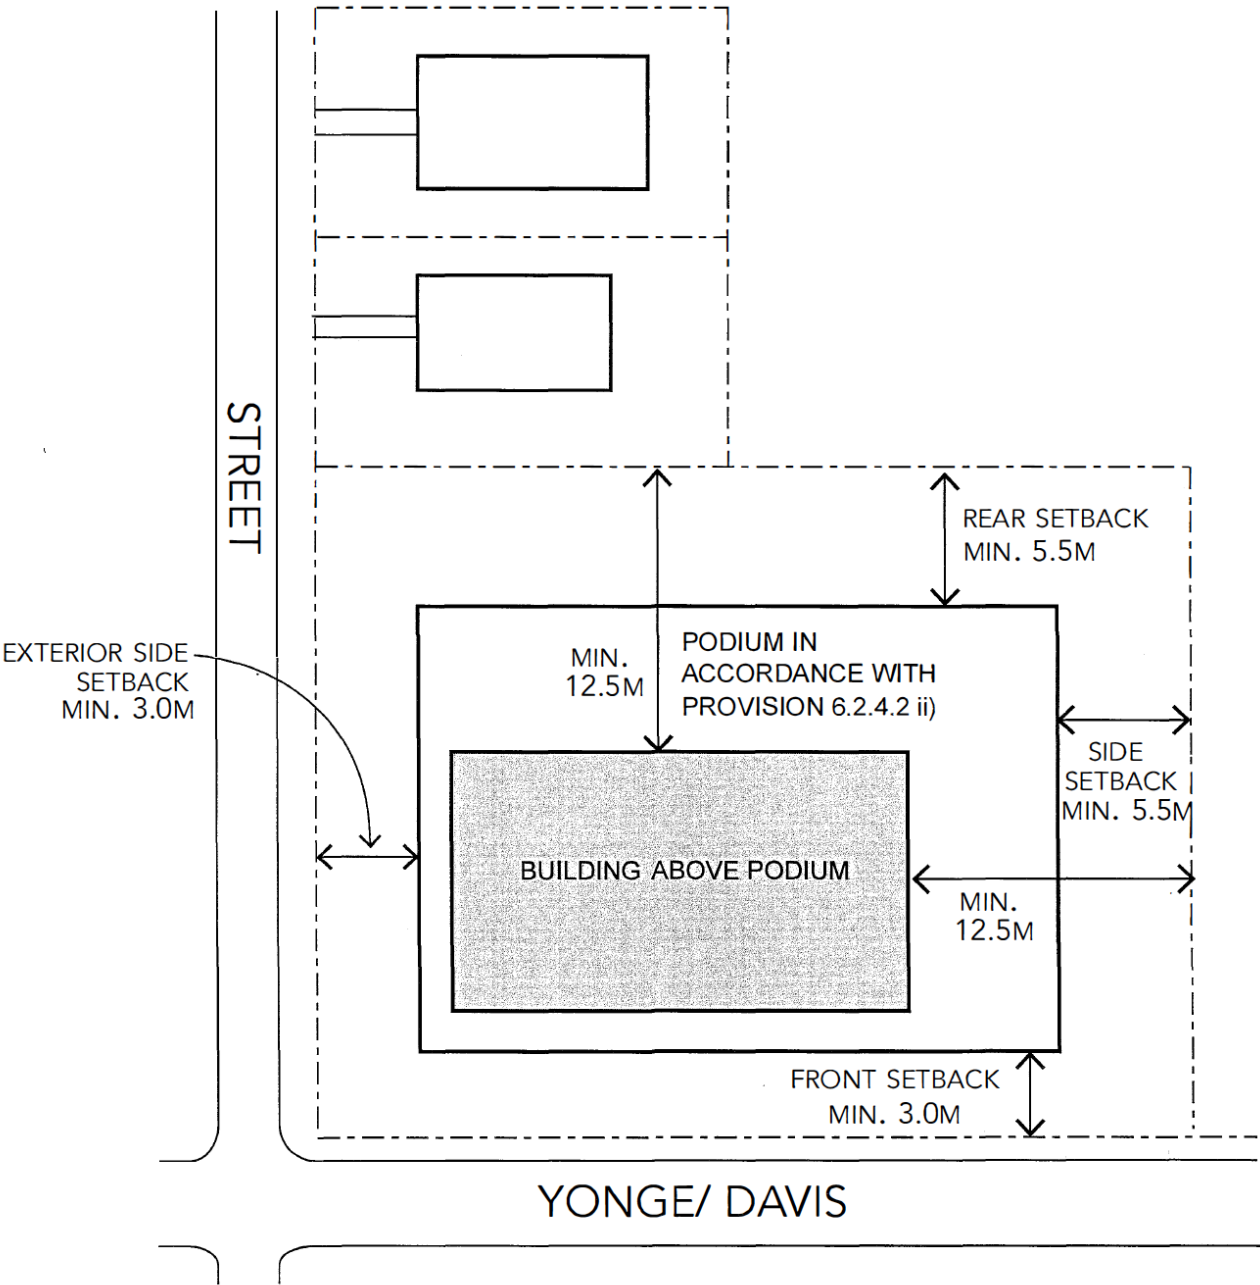 STREET
REAR SETBACK
MIN. 5.5M
EXTERIOR SIDE
SETBACK
MIN. 3.0M
MIN.
12.5M
PODIUM IN
ACCORDANCE WITH
PROVISION 6.2.4.2 ii)
SIDE
SETBACK
MIN. 5.5M
BUILDING ABOVE PODIUM
MIN.
12.5M
FRONT SETBACK
MIN. 3.0M
YONGE/ DAVIS